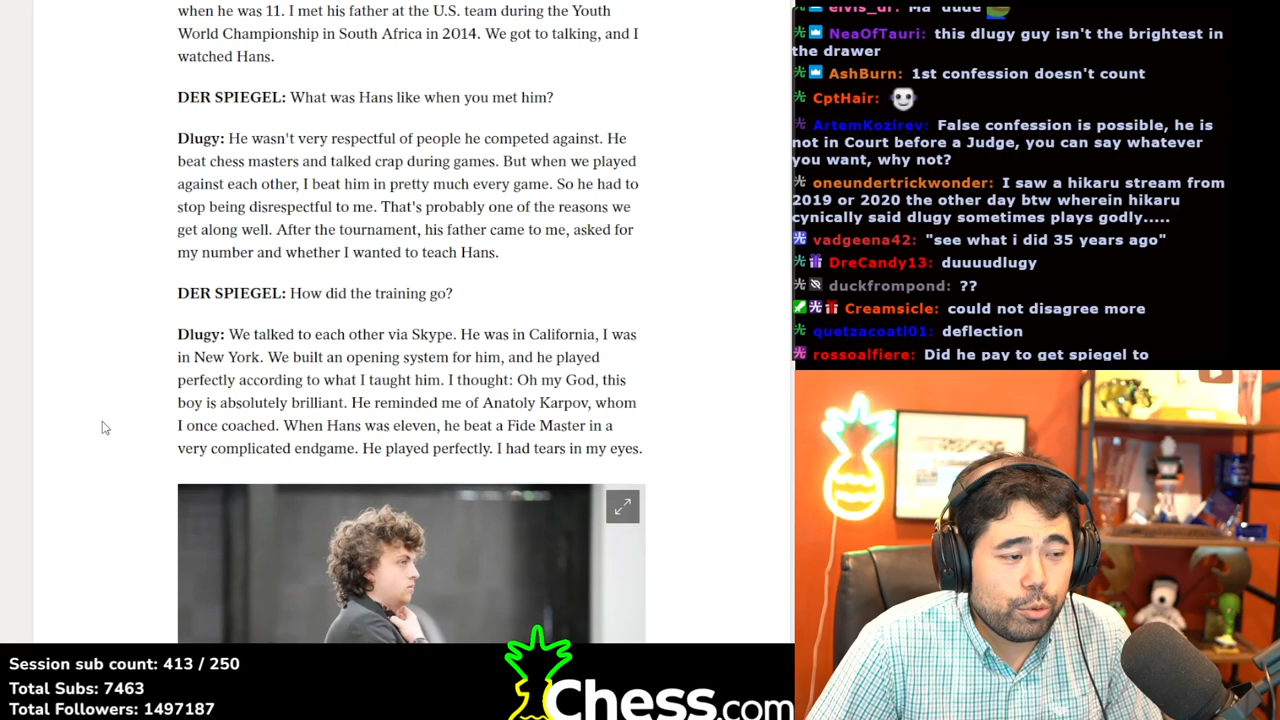 when he was 11. I met his father at the U.S. team during the Youth
World Championship in South Africa in 2014. We got to talking, and I
watched Hans.
DER SPIEGEL: What was Hans like when you met him?
Dlugy: He wasn't very respectful of people he competed against. He
beat chess masters and talked crap during games. But when we played
against each other, I beat him in pretty much every game. So he had to
stop being disrespectful to me. That's probably one of the reasons we
get along well. After the tournament, his father came to me, asked for
my number and whether I wanted to teach Hans.
DER SPIEGEL: How did the training go?
Dlugy: We talked to each other via Skype. He was in California, I was
in New York. We built an opening system for him, and he played
perfectly according to what I taught him. I thought: Oh my God, this
boy is absolutely brilliant. He reminded me of Anatoly Karpov, whom
I once coached. When Hans was eleven, he beat a Fide Master in a
very complicated endgame. He played perfectly. I had tears in my eyes.
elvis_dr: Ma dude
NeaOfTauri: this dlugy guy isn't the brightest in
the drawer
AshBurn: 1st confession doesn't count
CptHair:
ArtemKozirev: False confession is possible, he is
not in Court before a Judge, you can say whatever
you want, why not?
oneundertrickwonder: I saw a hikaru stream from
2019 or 2020 the other day btw wherein hikaru
cynically said dlugy sometimes plays godly.....
vadgeena42: "see what i did 35 years ago"
DreCandy13: duuuudlugy
duckfrompond: ??
Creamsicle: could not disagree more
quetzacoatl01: deflection
rossoalfiere: Did he pay to get spiegel to
Session sub count: 413 / 250
Total Subs: 7463
Total Followers: 1497187
Chess.com